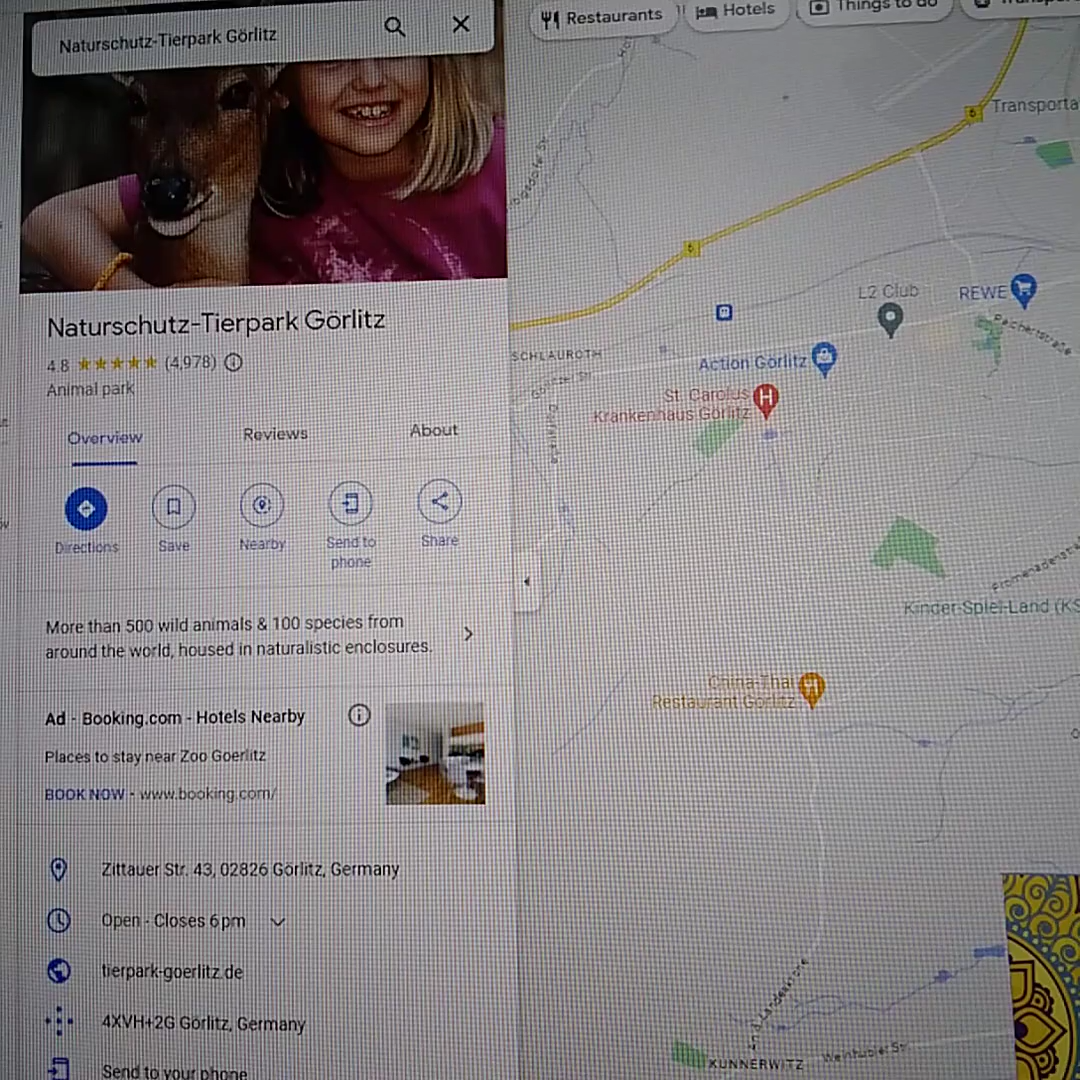 Naturschutz-Tierpark Görlitz
Restaurants
Hotels
Things to do
Naturschutz-Tierpark Görlitz
4.8 (4,978)
Animal park
Overview
Reviews
About
Directions
Save
Nearby
Send to
phone
Share
More than 500 wild animals & 100 species from
around the world, housed in naturalistic enclosures.
Ad - Booking.com - Hotels Nearby
Places to stay near Zoo Goerlitz
BOOK NOW - www.booking.com/
Zittauer Str. 43, 02826 Görlitz, Germany
Open - Closes 6 pm
tierpark-goerlitz.de
4XVH+2G Görlitz, Germany
Send to your phone
6
Transporta
6
L2 Club
REWE
Reichertstraße
SCHLAUROTH
Action Görlitz
St. Carolus
Krankenhaus Görlitz
H
Promenadenstra
Kinder-Spiel-Land (KS
China-Thai
Restaurant Görlitz
KUNNERWITZ